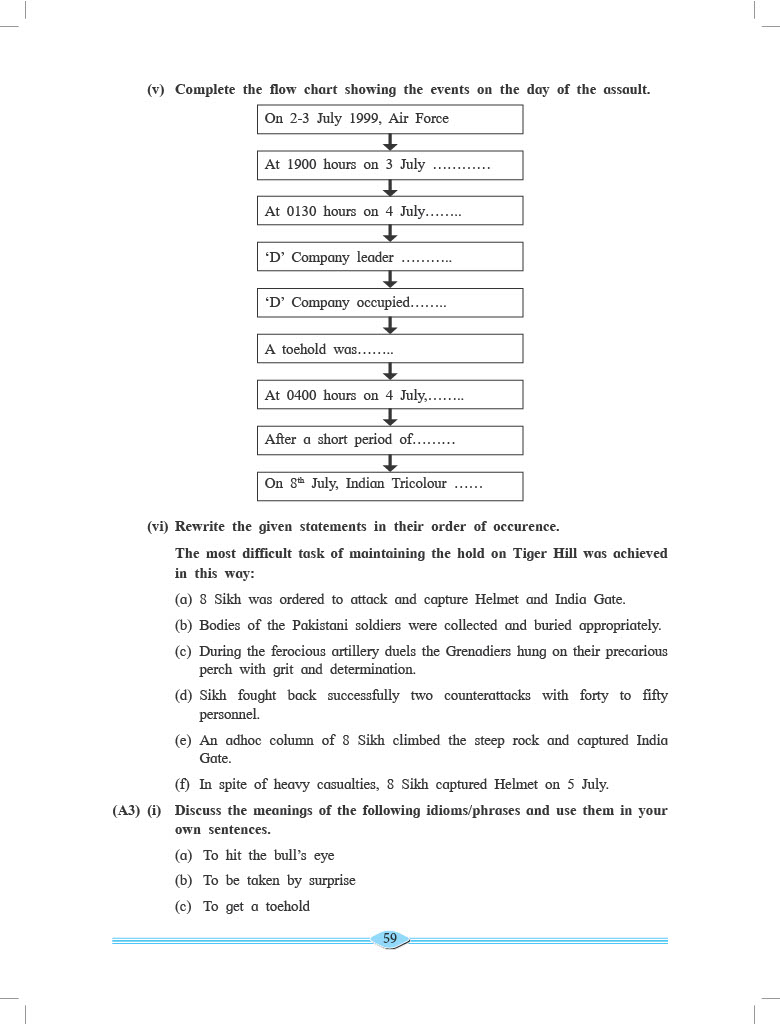 (v) Complete the flow chart showing the events on the day of the assault.
On 2-3 July 1999, Air Force
At 1900 hours on 3 July …………
At 0130 hours on 4 July……..
‘D’ Company leader ………..
‘D’ Company occupied……..
A toehold was……..
At 0400 hours on 4 July,……..
After a short period of………
On 8th July, Indian Tricolour ……
(vi) Rewrite the given statements in their order of occurence.
The most difficult task of maintaining the hold on Tiger Hill was achieved
in this way:
(a) 8 Sikh was ordered to attack and capture Helmet and India Gate.
(b) Bodies of the Pakistani soldiers were collected and buried appropriately.
(c) During the ferocious artillery duels the Grenadiers hung on their precarious
perch with grit and determination.
(d) Sikh fought back successfully two counterattacks with forty to fifty
personnel.
(e) An adhoc column of 8 Sikh climbed the steep rock and captured India
Gate.
(f) In spite of heavy casualties, 8 Sikh captured Helmet on 5 July.
(A3) (i) Discuss the meanings of the following idioms/phrases and use them in your
own sentences.
(a) To hit the bull’s eye
(b) To be taken by surprise
(c) To get a toehold
59